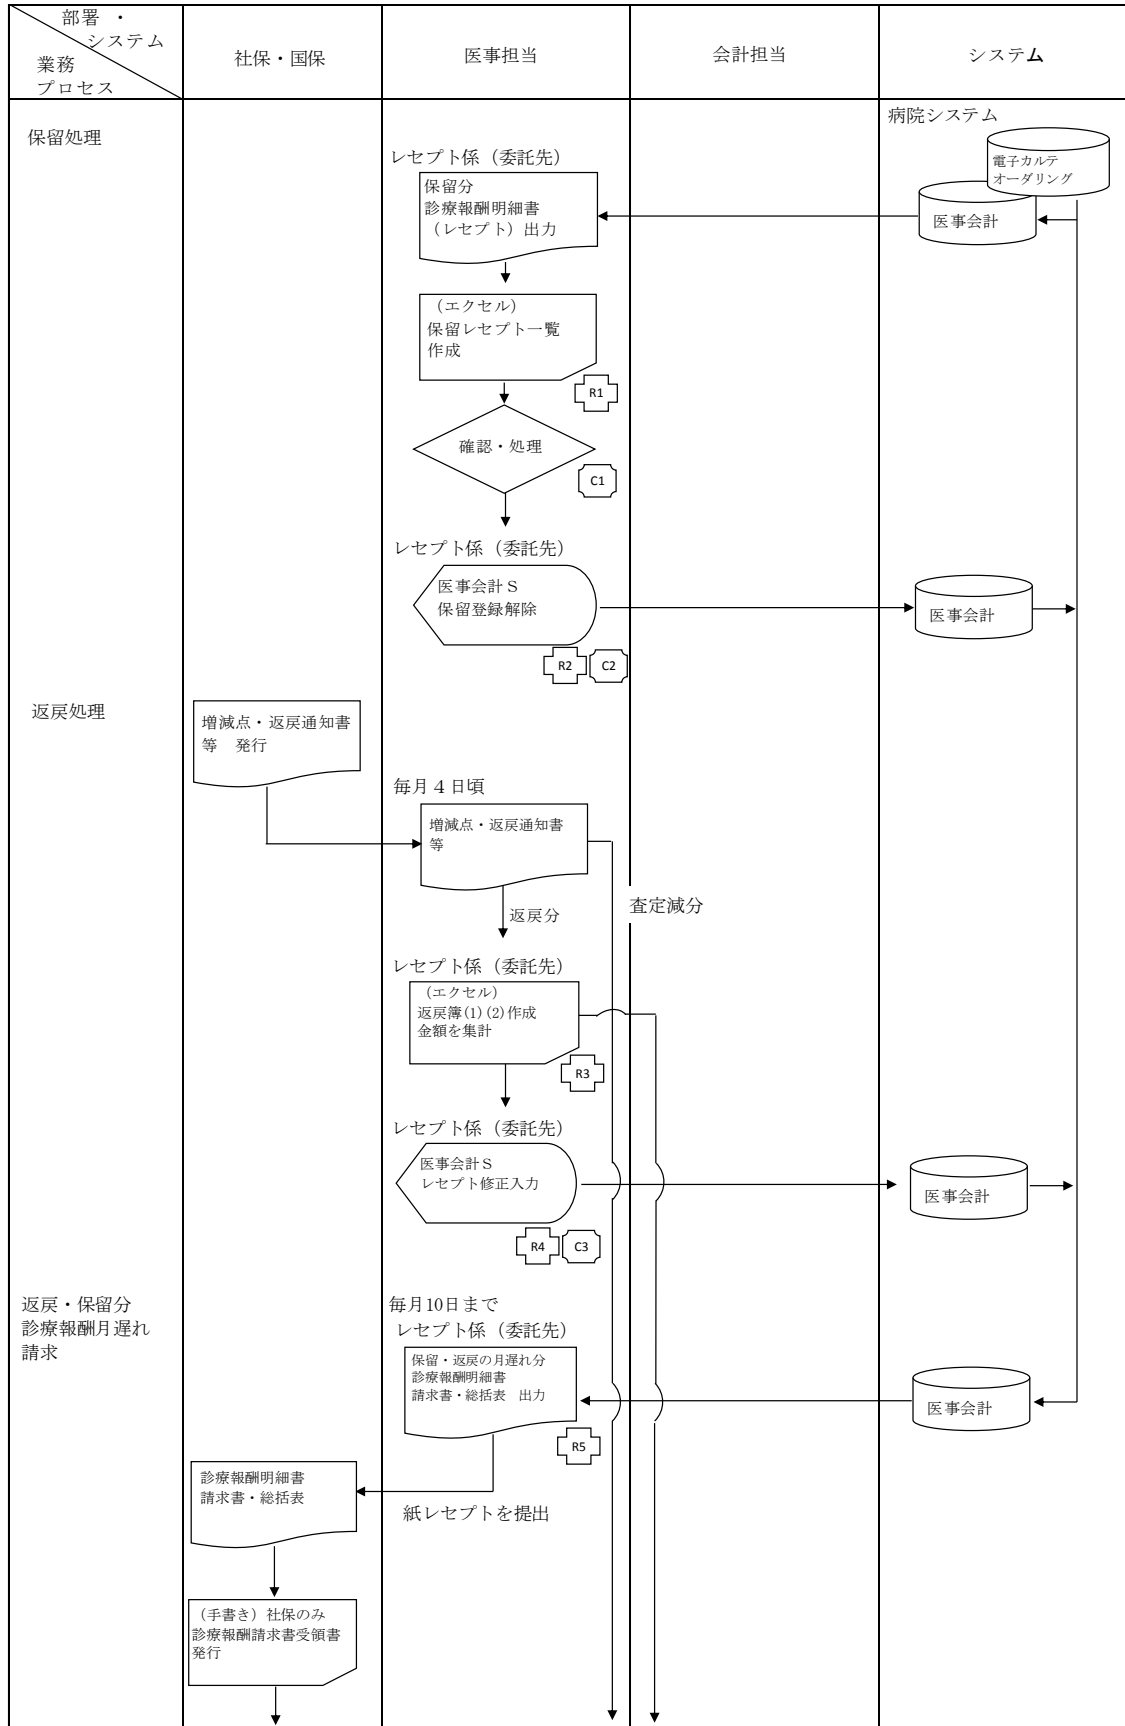 部署 ・
システム
業務
プロセス
社保・国保
医事担当
会計担当
システム
保留処理
病院システム
電子カルテ
オーダリング
医事会計
レセプト係（委託先）
保留分
診療報酬明細書
（レセプト）出力
（エクセル）
保留レセプト一覧
作成
R1
確認・処理
C1
レセプト係（委託先）
医事会計Ｓ
保留登録解除
医事会計
R2
C2
返戻処理
増減点・返戻通知書
等　発行
毎月４日頃
増減点・返戻通知書
等
査定減分
返戻分
レセプト係（委託先）
（エクセル）
返戻簿(1)(2)作成
金額を集計
R3
レセプト係（委託先）
医事会計Ｓ
レセプト修正入力
医事会計
R4
C3
返戻・保留分
診療報酬月遅れ
請求
毎月10日まで
レセプト係（委託先）
保留・返戻の月遅れ分
診療報酬明細書
請求書・総括表　出力
医事会計
R5
診療報酬明細書
請求書・総括表
紙レセプトを提出
（手書き）社保のみ
診療報酬請求書受領書
発行